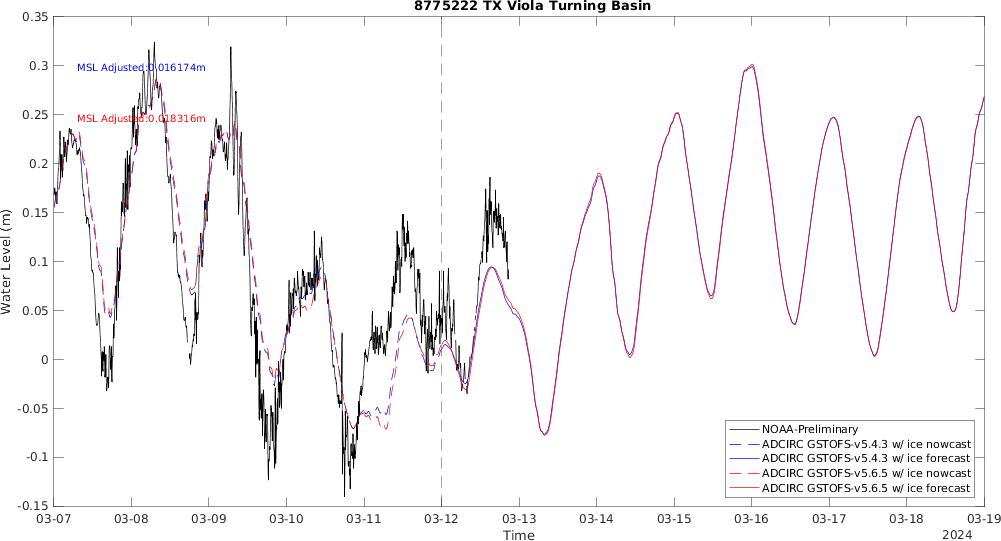 8775222 TX Viola Turning Basin
0.35
0.3
0.25
0.2
0.15
0.1
0.05
0
-0.05
-0.1
-0.15
Water Level (m)
MSL Adjusted:0.016174m
MSL Adjusted:0.018316m
NOAA-Preliminary
ADCIRC GSTOFS-v5.4.3 w/ ice nowcast
ADCIRC GSTOFS-v5.4.3 w/ ice forecast
ADCIRC GSTOFS-v5.6.5 w/ ice nowcast
ADCIRC GSTOFS-v5.6.5 w/ ice forecast
03-07 03-08 03-09 03-10 03-11 03-12 03-13 03-14 03-15 03-16 03-17 03-18 03-19
Time
2024